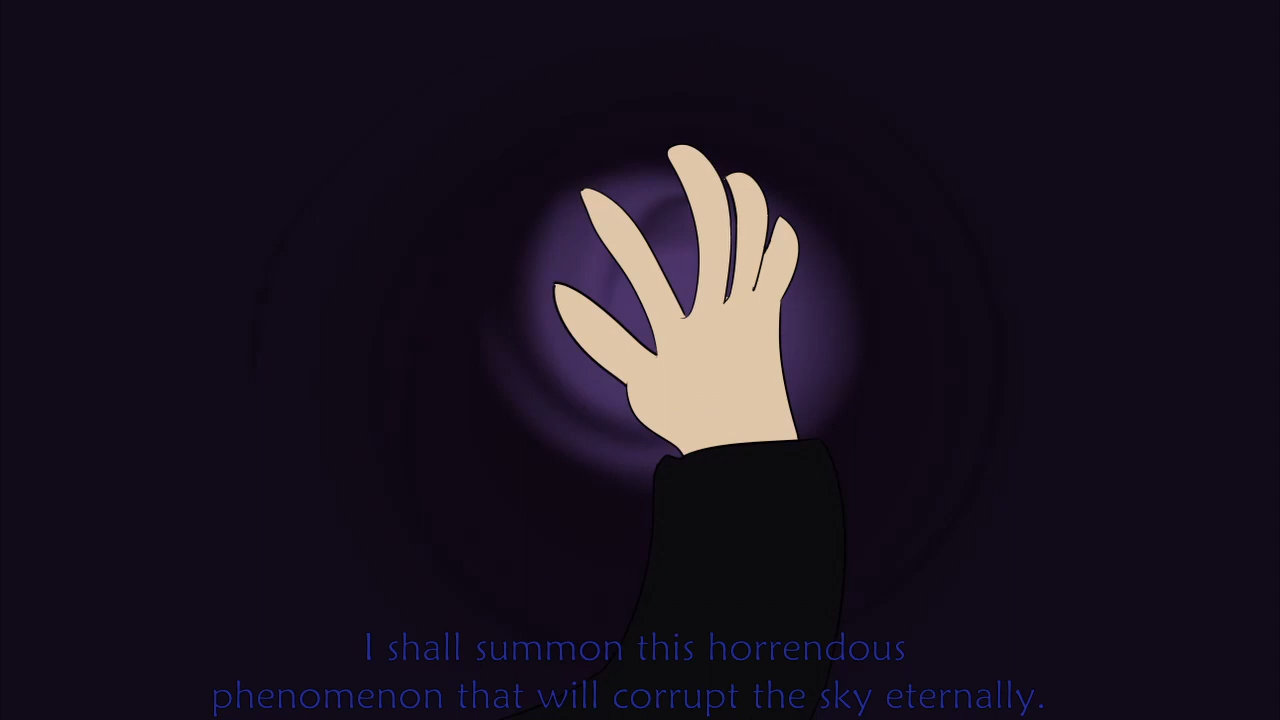 I shall summon this horrendous
phenomenon that will corrupt the sky eternally.